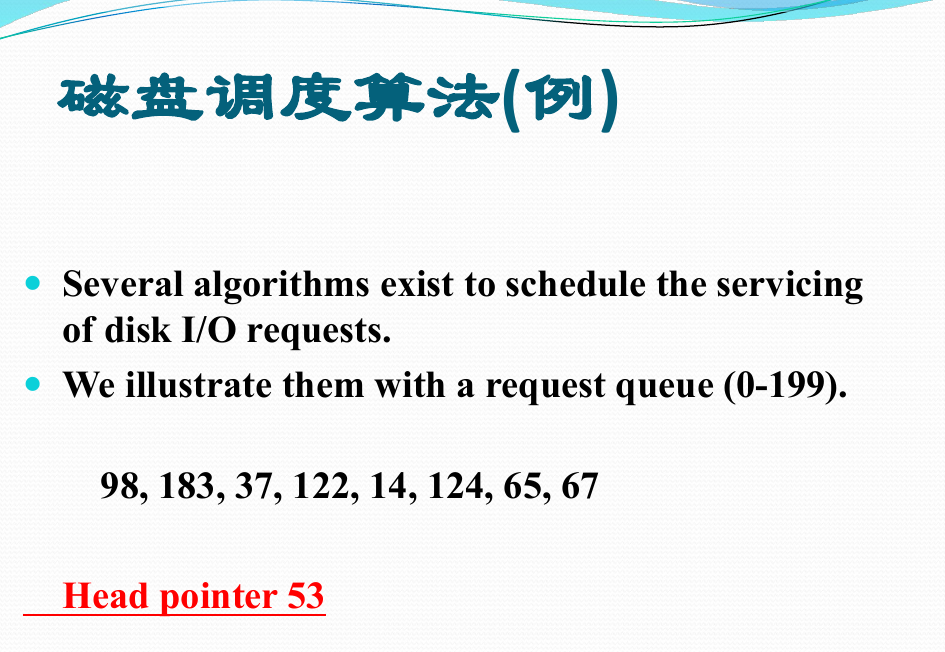 磁盘调度算法(例)
Several algorithms exist to schedule the servicing
of disk I/O requests.
We illustrate them with a request queue (0-199).
98, 183, 37, 122, 14, 124, 65, 67
Head pointer 53